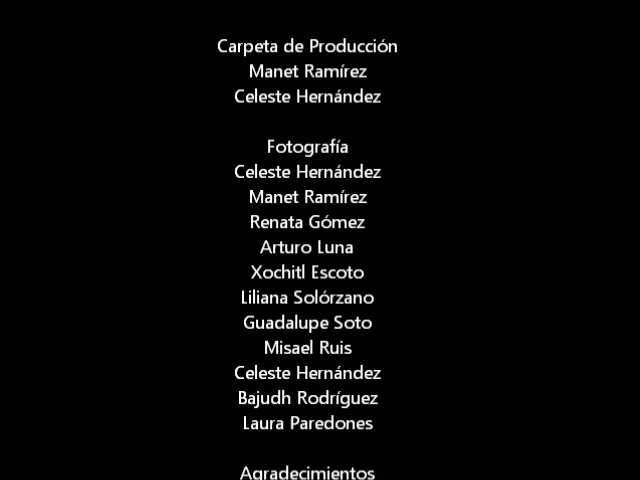 Carpeta de Producción
Manet Ramírez
Celeste Hernández
Fotografía
Celeste Hernández
Manet Ramírez
Renata Gómez
Arturo Luna
Xochitl Escoto
Liliana Solórzano
Guadalupe Soto
Misael Ruis
Celeste Hernández
Bajudh Rodríguez
Laura Paredones
Agradecimientos